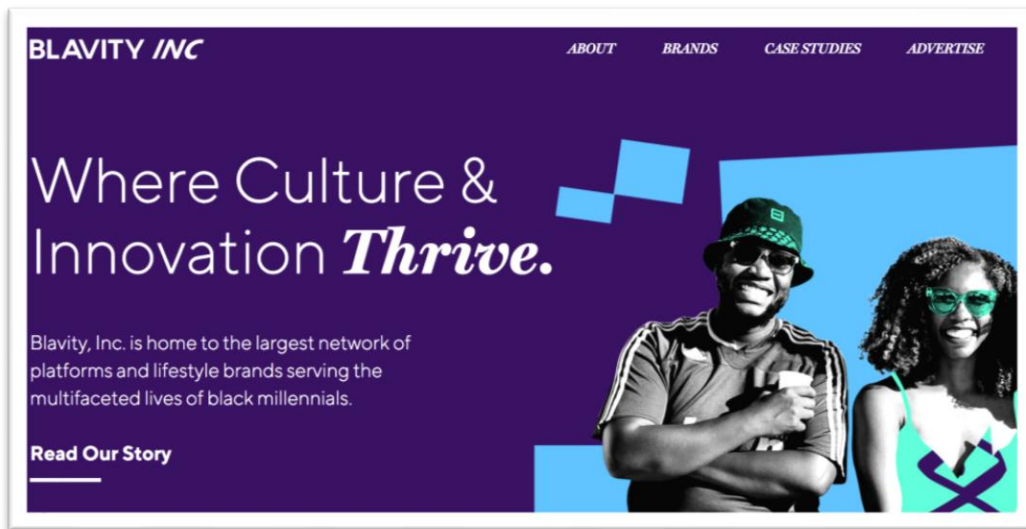 BLAVITY INC
ABOUT BRANDS CASE STUDIES ADVERTISE
Where Culture &
Innovation Thrive.
Blavity, Inc. is home to the largest network of
platforms and lifestyle brands serving the
multifaceted lives of black millennials.
Read Our Story